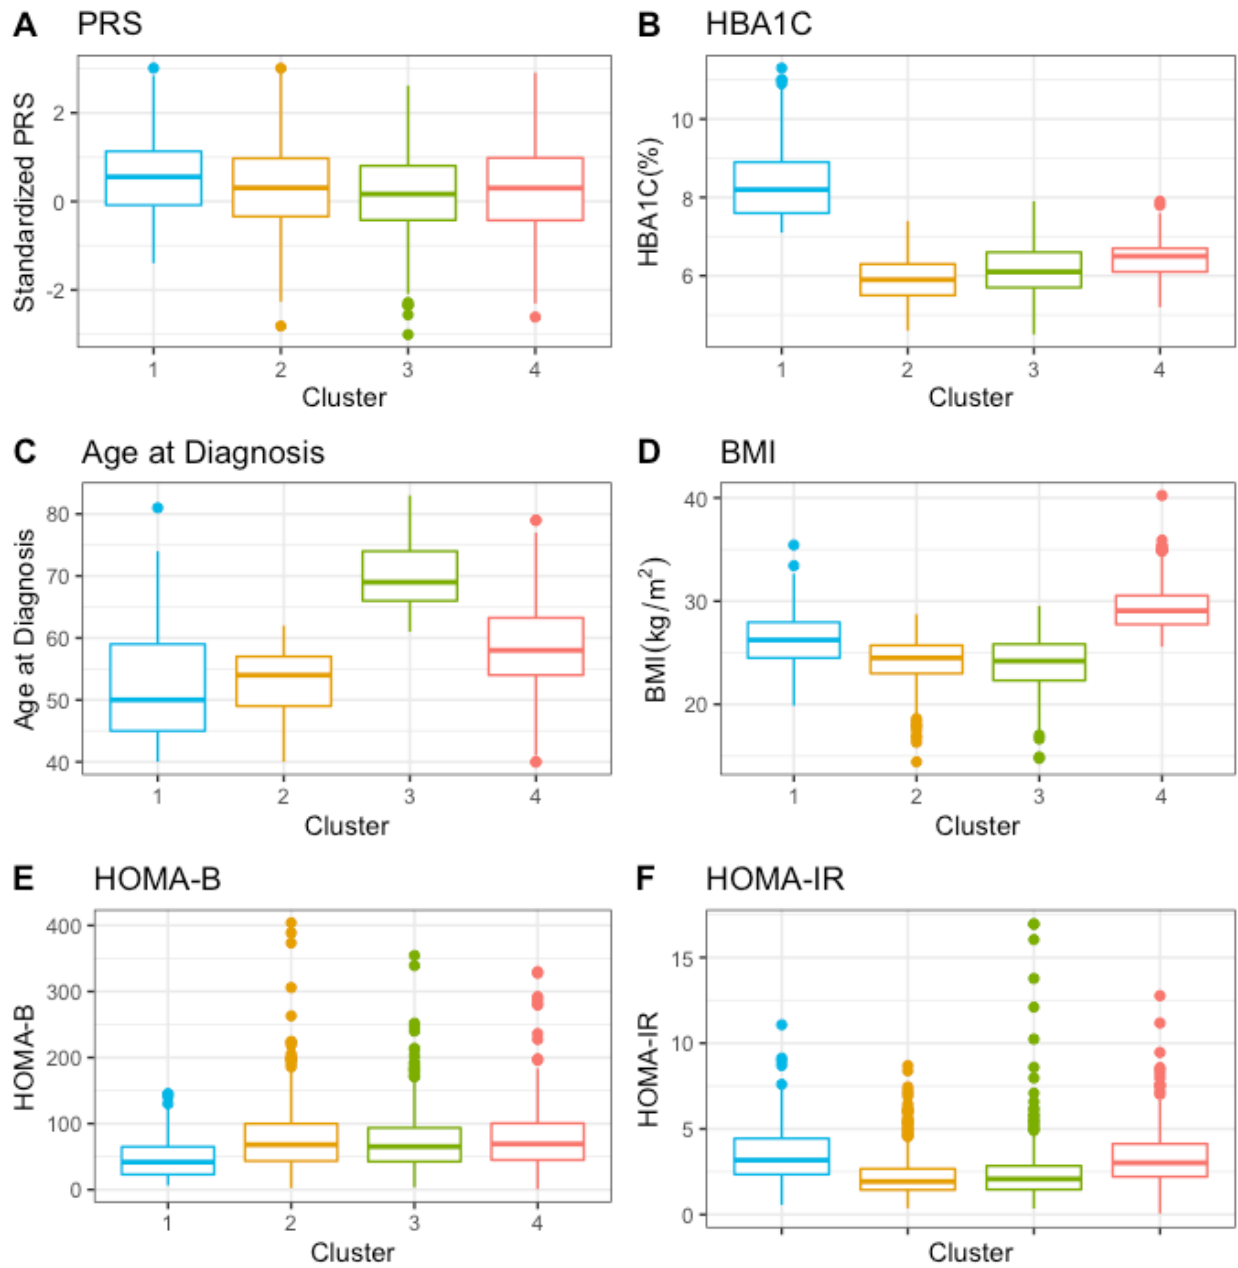 A PRS
Standardized PRS
2
0
-2
1 2 3 4
Cluster
B HBA1C
HBA1C(%)
10
8
6
1 2 3 4
Cluster
C Age at Diagnosis
Age at Diagnosis
80
70
60
50
40
1 2 3 4
Cluster
D BMI
BMI(kg/m²)
40
30
20
1 2 3 4
Cluster
E HOMA-B
HOMA-B
400
300
200
100
0
1 2 3 4
Cluster
F HOMA-IR
HOMA-IR
15
10
5
0
Cluster